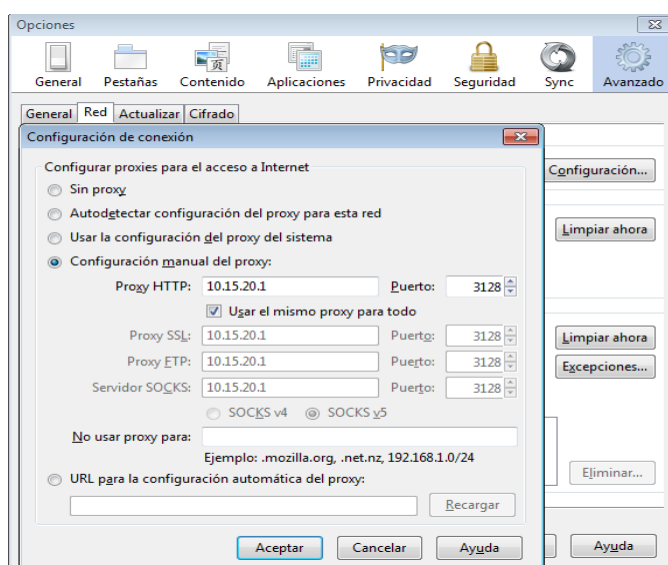 Opciones
General Pestañas Contenido Aplicaciones Privacidad Seguridad Sync Avanzado
General Red Actualizar Cifrado
Configuración de conexión
Configurar proxies para el acceso a Internet
Configuración...
Sin proxy
Autodetectar configuración del proxy para esta red
Limpiar ahora
Usar la configuración del proxy del sistema
Configuración manual del proxy:
Proxy HTTP: 10.15.20.1 Puerto: 3128
Usar el mismo proxy para todo
Proxy SSL: 10.15.20.1 Puerto: 3128
Limpiar ahora
Proxy FTP: 10.15.20.1 Puerto: 3128
Excepciones...
Servidor SOCKS: 10.15.20.1 Puerto: 3128
SOCKS v4 SOCKS v5
No usar proxy para:
Ejemplo: .mozilla.org, .net.nz, 192.168.1.0/24
URL para la configuración automática del proxy:
Eliminar...
Recargar
Aceptar Cancelar Ayuda
Ayuda